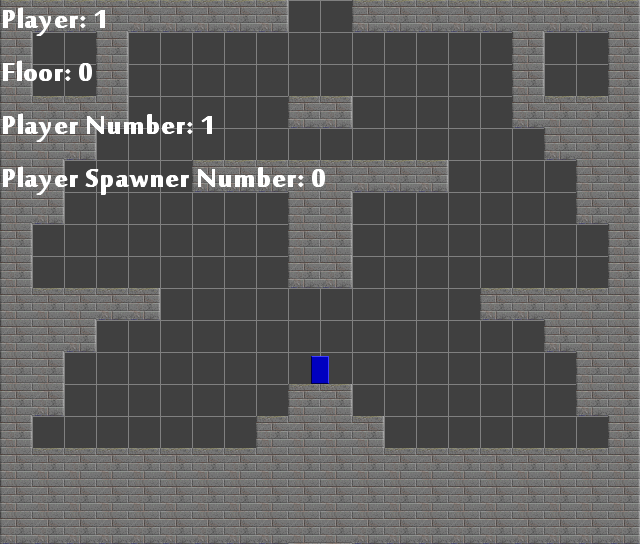 Player: 1
Floor: 0
Player Number: 1
Player Spawner Number: 0